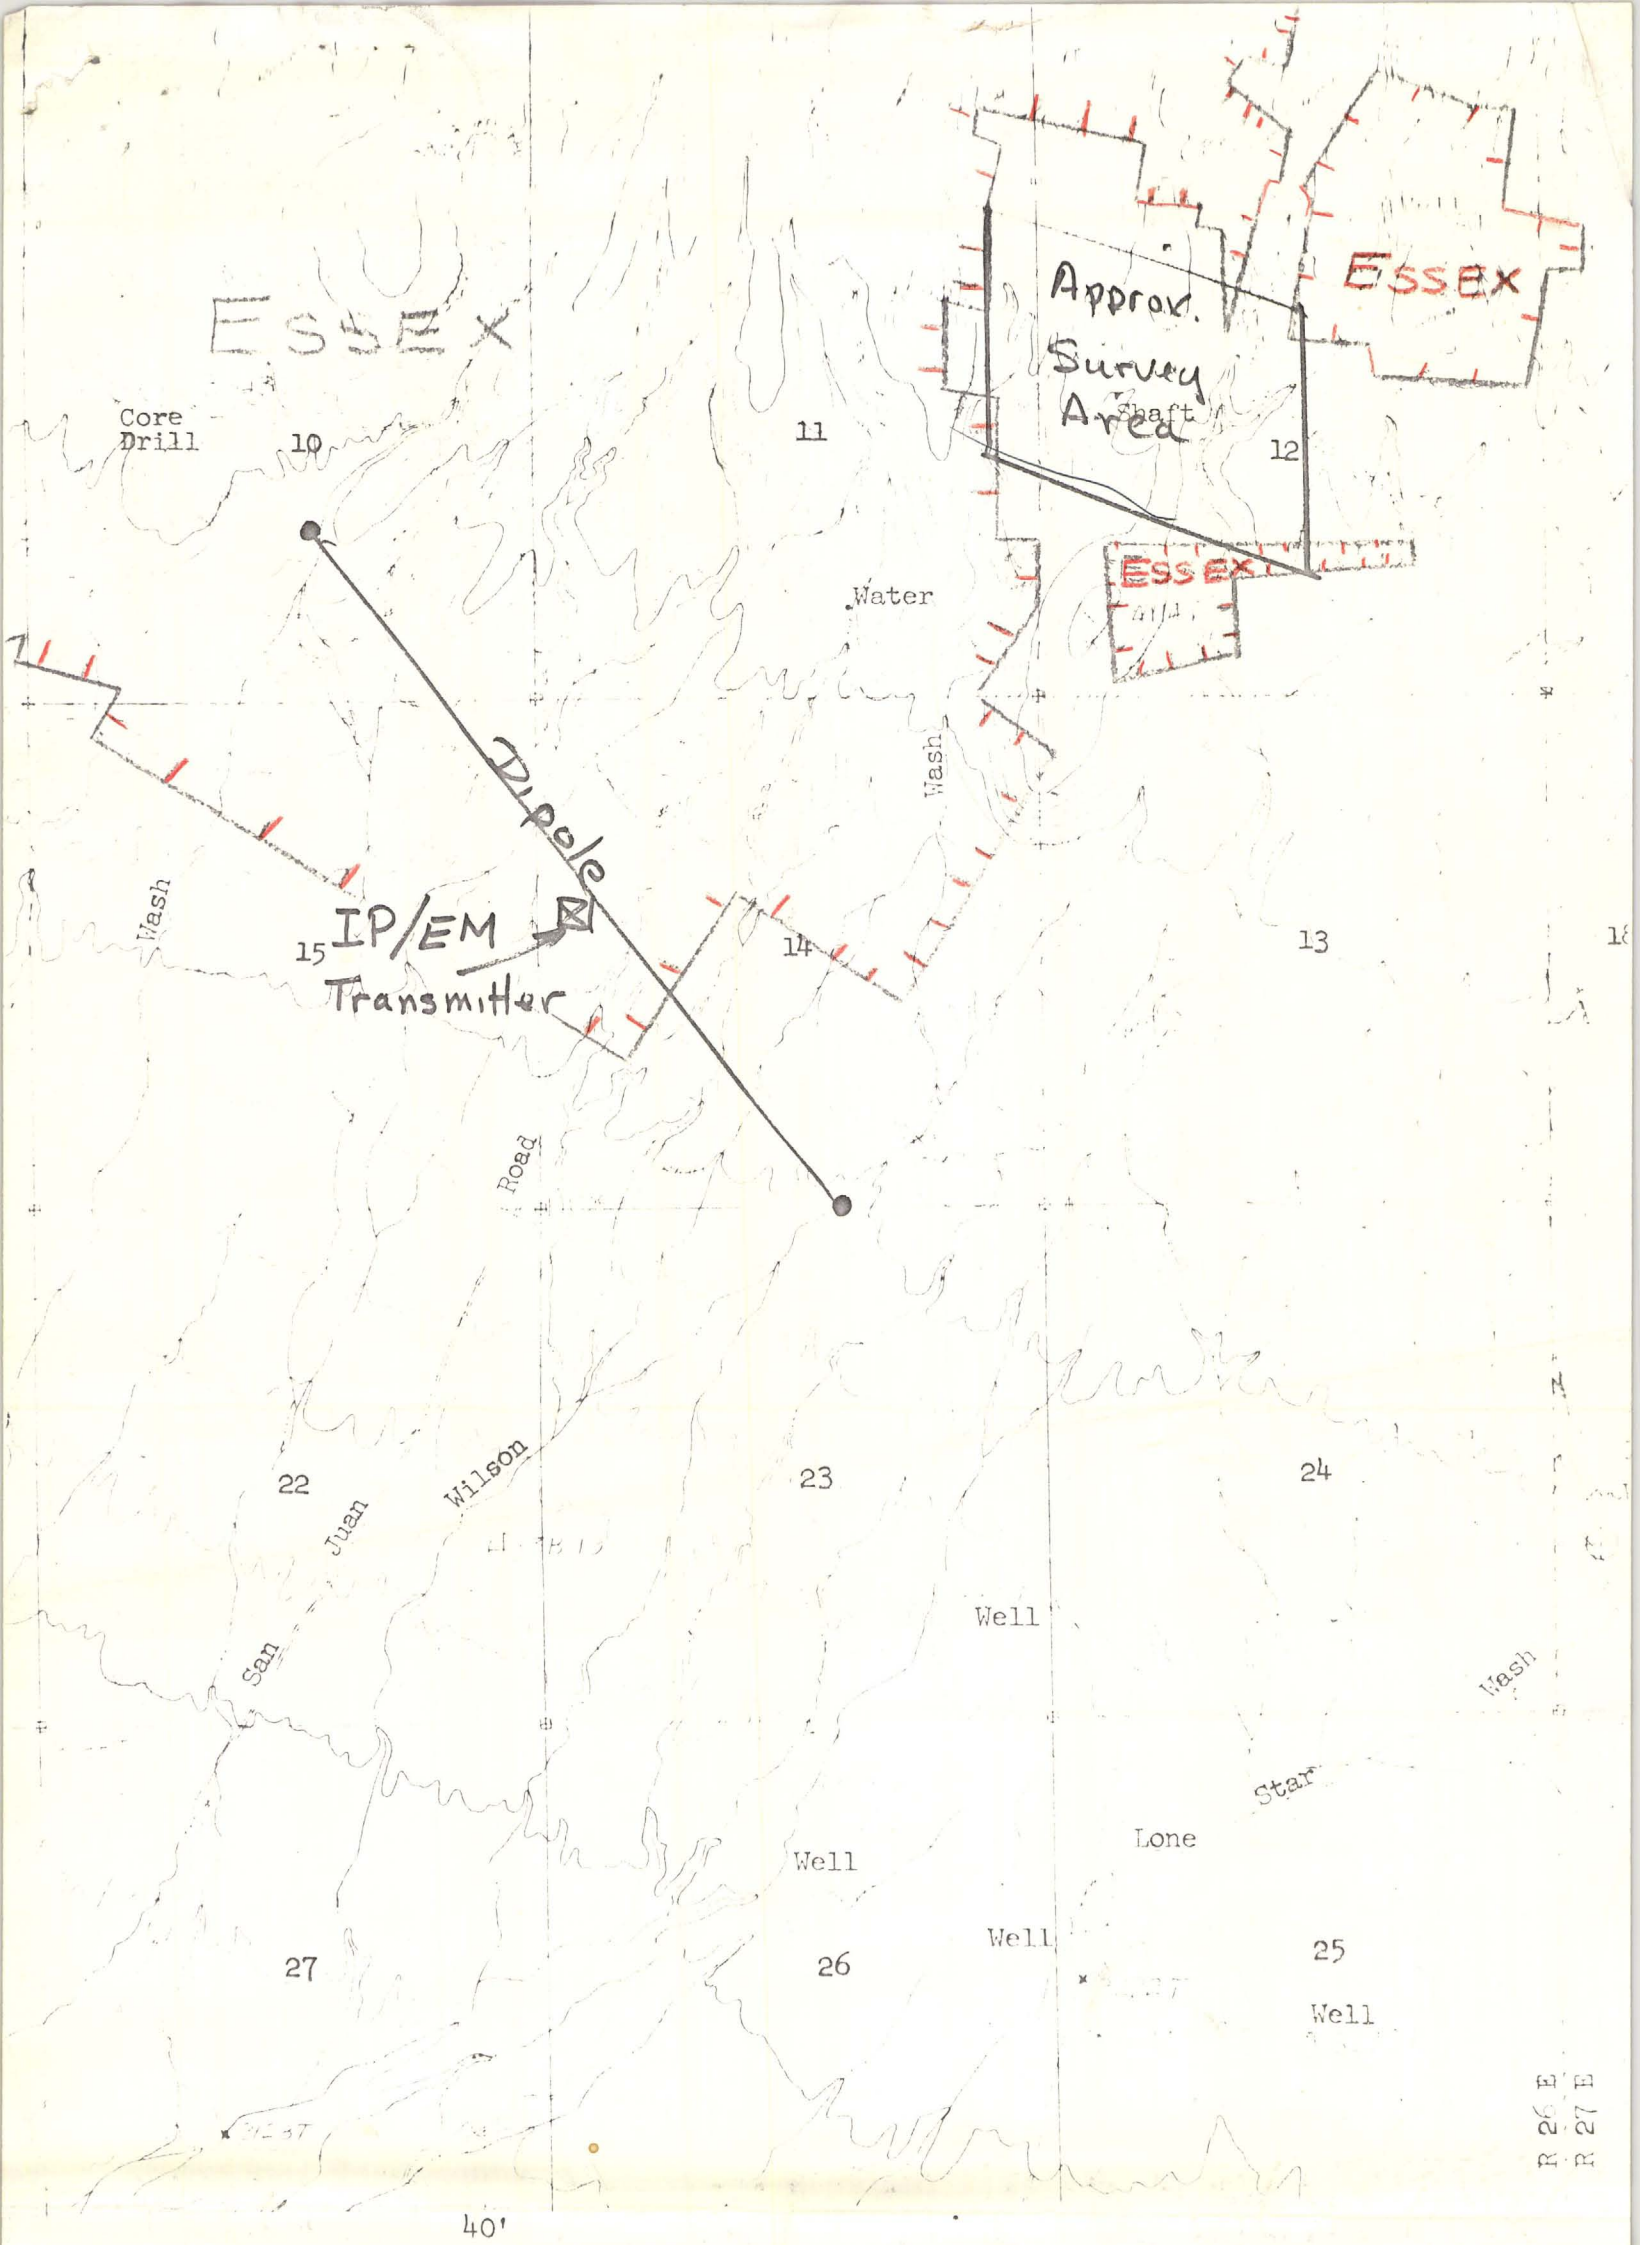 ESSEX
ESSEX
Approx.
Survey
Area
Shaft
Core
Drill
10
11
12
ESSEX
Water
Wash
Dipole
Wash
15
IP/EM
Transmitter
14
13
Road
22
23
24
Wilson
Juan
San
Well
Wash
Star
Lone
Well
Well
27
26
25
Well
R 26 E
R 27 E
40'